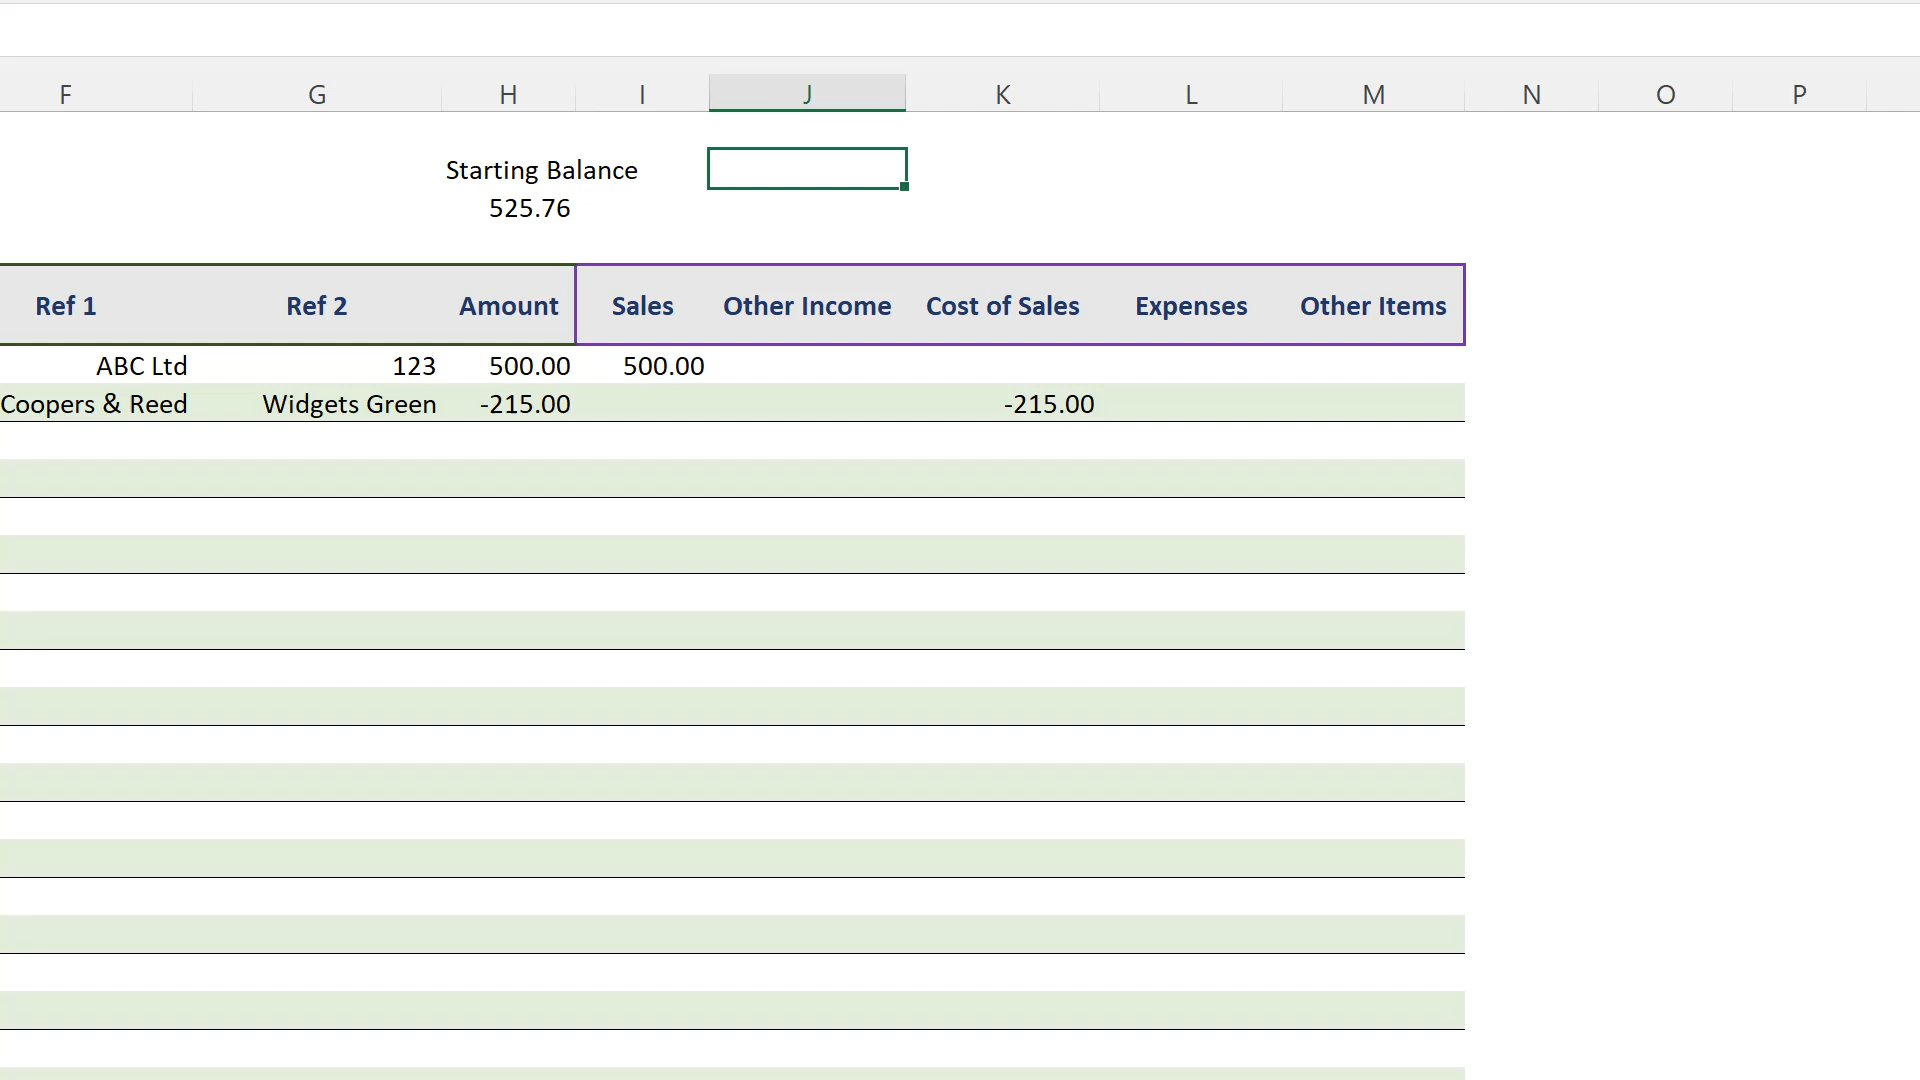 F G H I J K L M N O P
Starting Balance
525.76
Ref 1 Ref 2 Amount Sales Other Income Cost of Sales Expenses Other Items
ABC Ltd 123 500.00 500.00
Coopers & Reed Widgets Green -215.00 -215.00